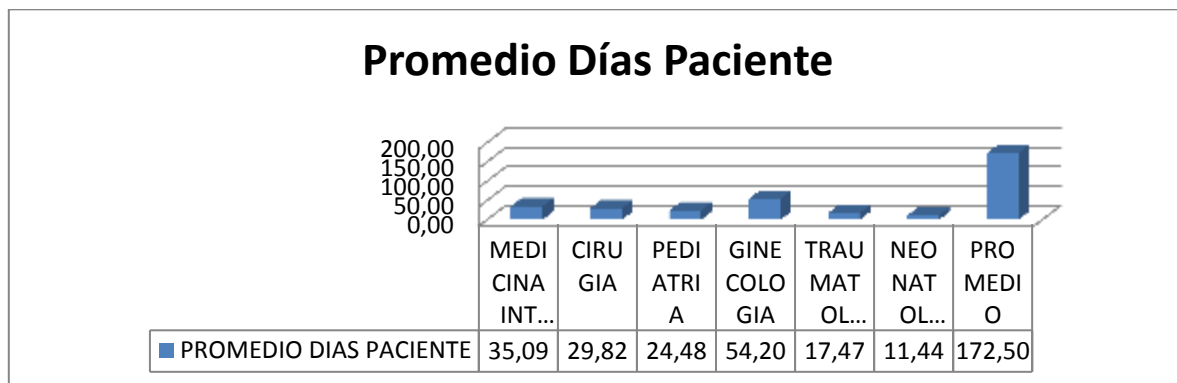 Promedio Días Paciente
200,00
150,00
100,00
50,00
0,00
MEDI CIRU PEDI GINE TRAU NEO PRO
CINA GIA ATRI COLO MAT NAT MEDI
INT... A GIA OL... OL... O
PROMEDIO DIAS PACIENTE 35,09 29,82 24,48 54,20 17,47 11,44 172,50